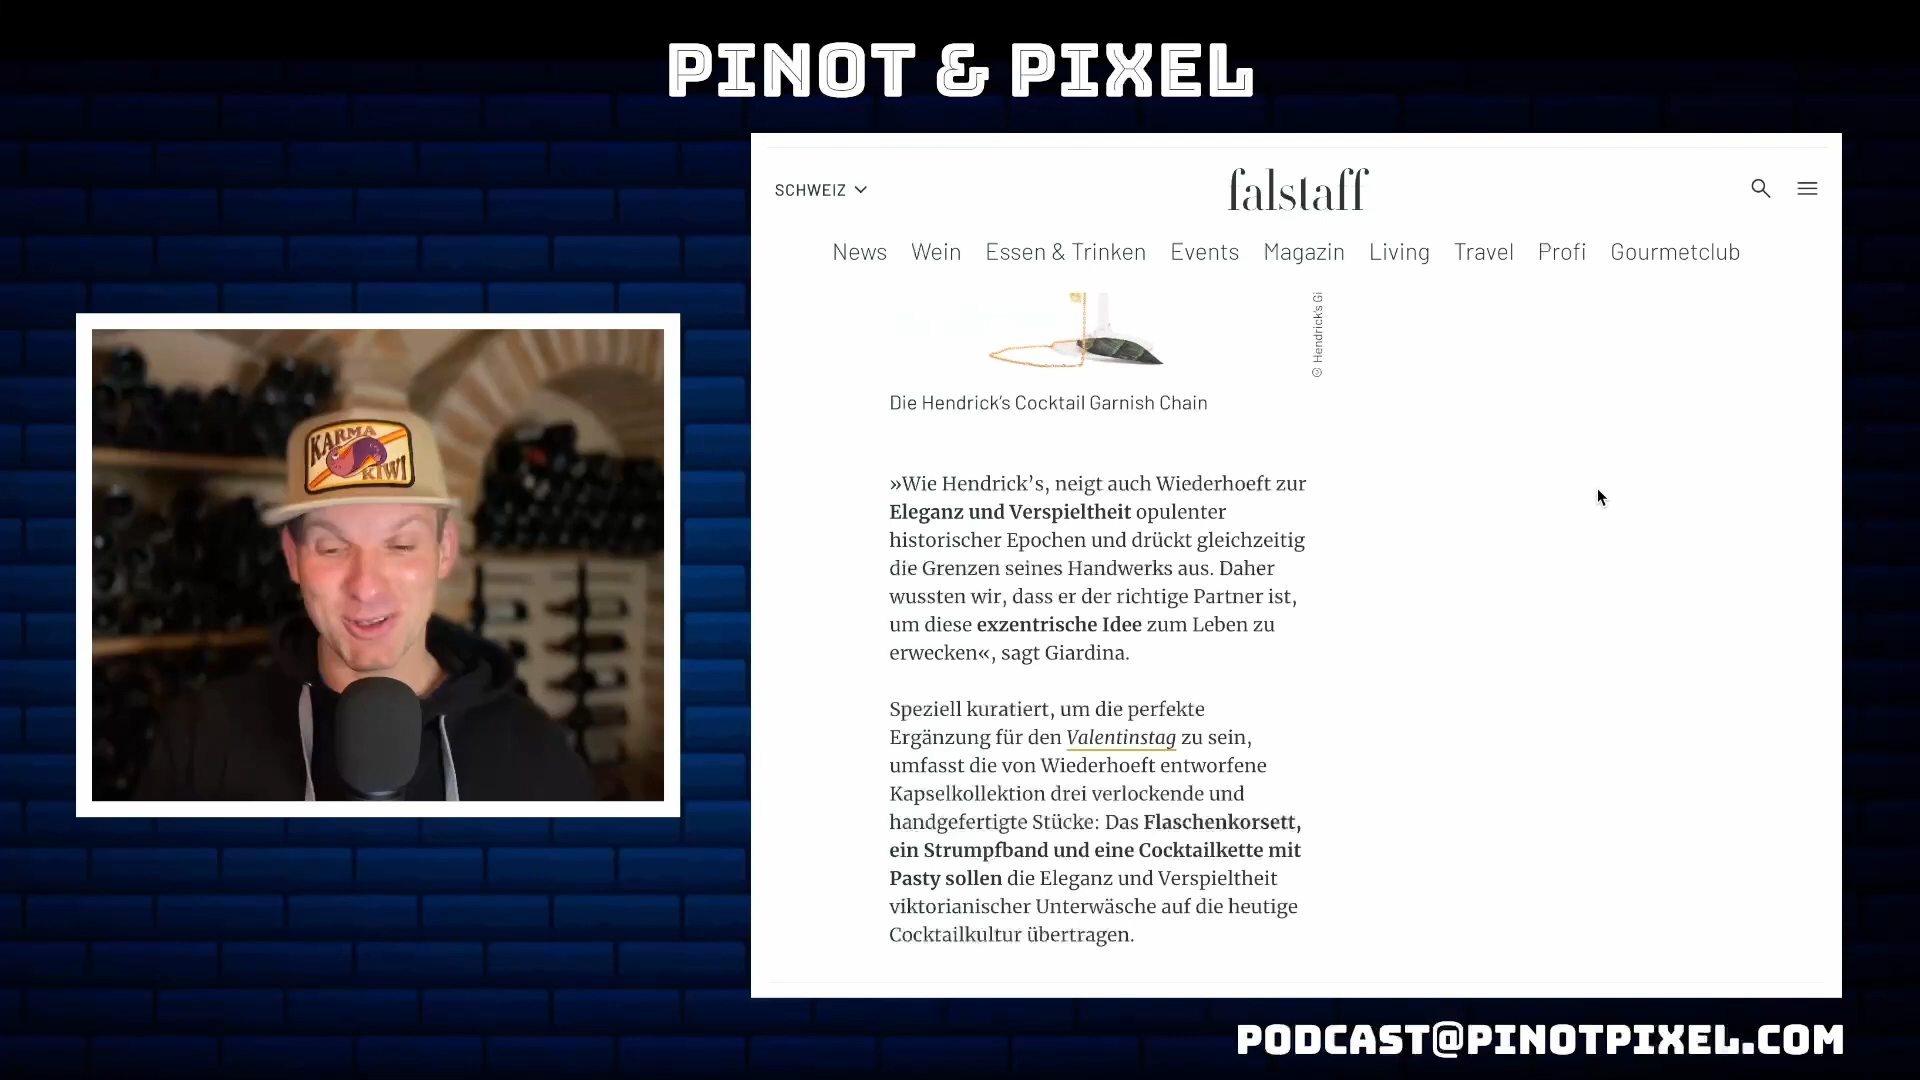 PINOT & PIXEL
SCHWEIZ
falstaff
News Wein Essen & Trinken Events Magazin Living Travel Profi Gourmetclub
© Hendrick's Gi
Die Hendrick's Cocktail Garnish Chain
KARMA
KIWI
»Wie Hendrick’s, neigt auch Wiederhoeft zur
Eleganz und Verspieltheit opulenter
historischer Epochen und drückt gleichzeitig
die Grenzen seines Handwerks aus. Daher
wussten wir, dass er der richtige Partner ist,
um diese exzentrische Idee zum Leben zu
erwecken«, sagt Giardina.
Speziell kuratiert, um die perfekte
Ergänzung für den Valentinstag zu sein,
umfasst die von Wiederhoeft entworfene
Kapselkollektion drei verlockende und
handgefertigte Stücke: Das Flaschenkorsett,
ein Strumpfband und eine Cocktailkette mit
Pasty sollen die Eleganz und Verspieltheit
viktorianischer Unterwäsche auf die heutige
Cocktailkultur übertragen.
PODCAST@PINOTPIXEL.COM